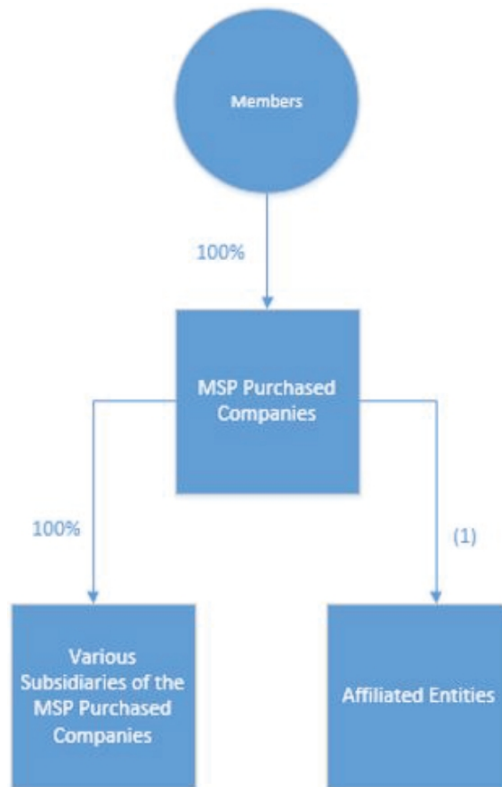 Members
100%
MSP Purchased
Companies
100%
(1)
Various
Subsidiaries of the
MSP Purchased
Companies
Affiliated Entities